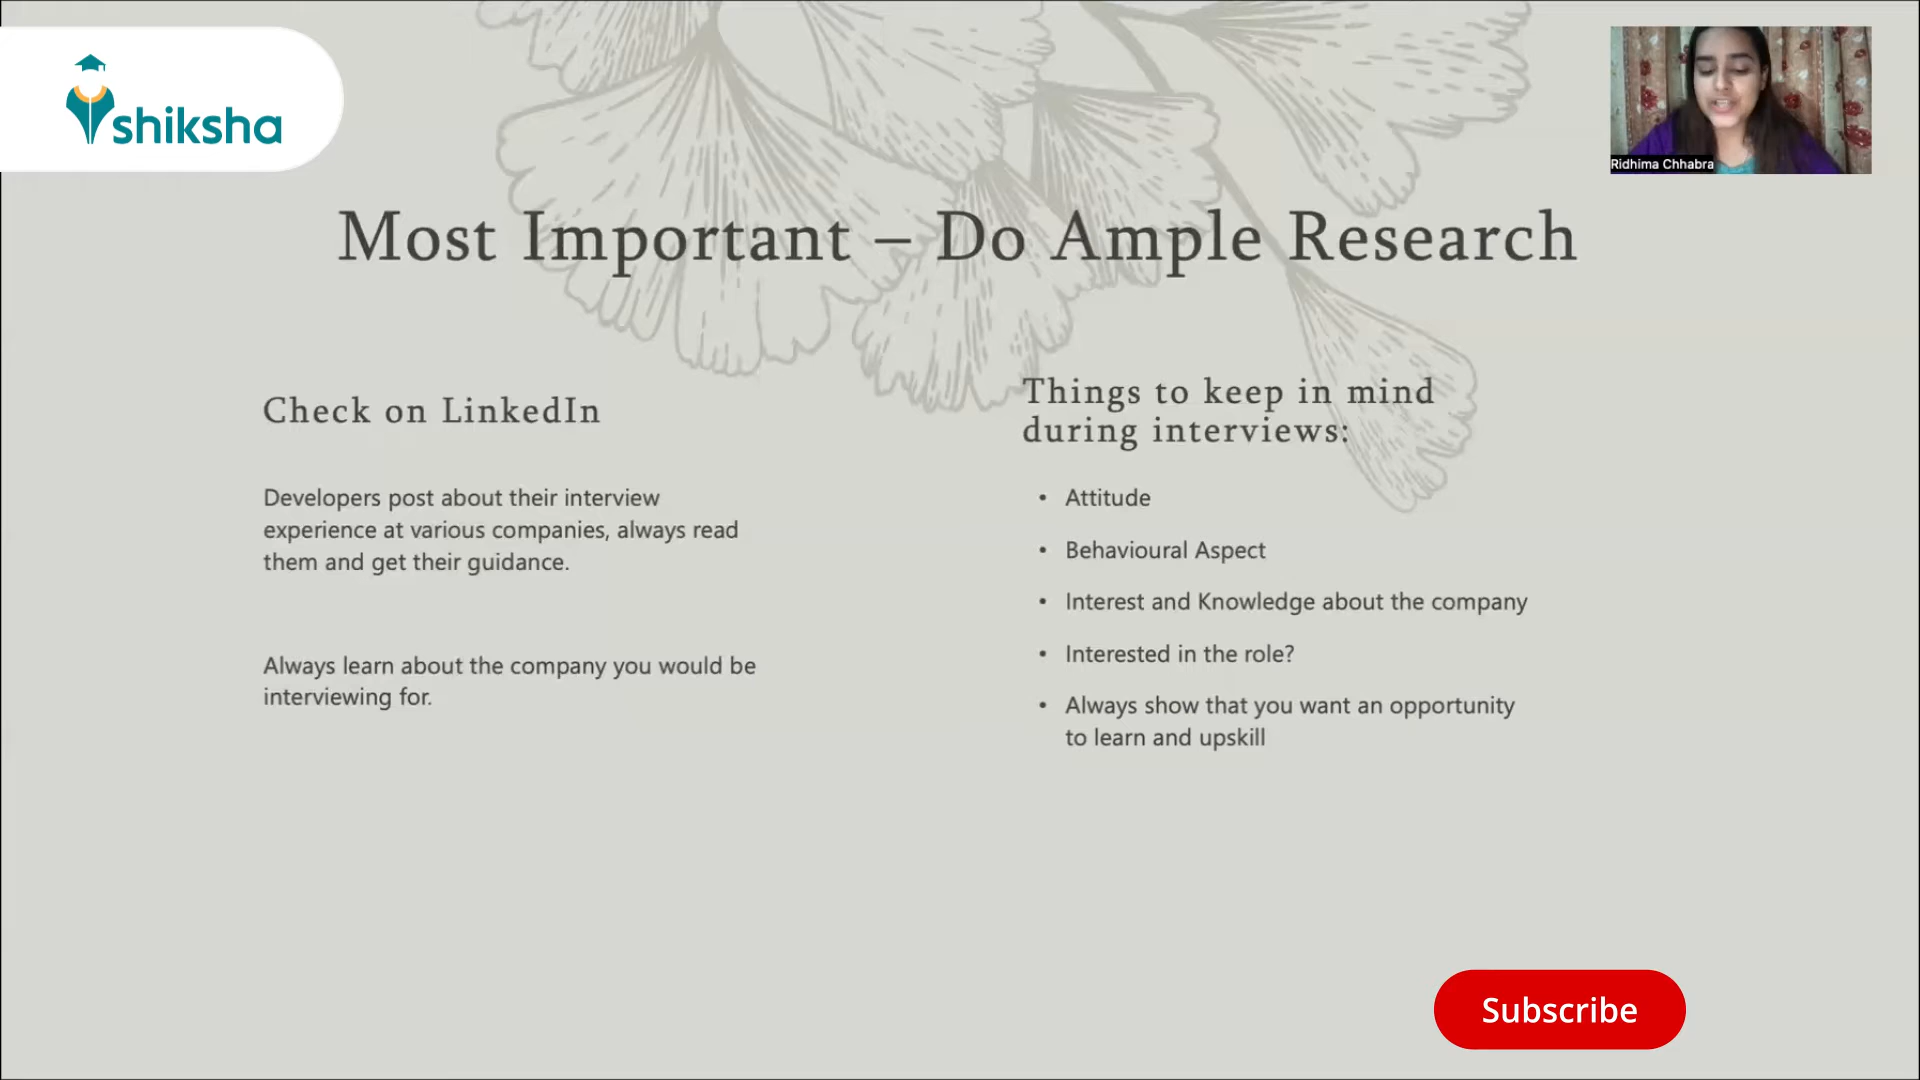 shiksha
Ridhima Chhabra
Most Important – Do Ample Research
Check on LinkedIn
Developers post about their interview
experience at various companies, always read
them and get their guidance.
Always learn about the company you would be
interviewing for.
Things to keep in mind
during interviews:
• Attitude
• Behavioural Aspect
• Interest and Knowledge about the company
• Interested in the role?
• Always show that you want an opportunity
to learn and upskill
Subscribe